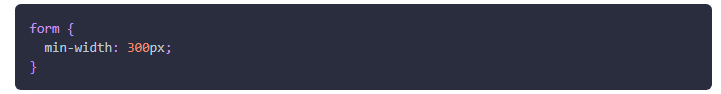 form {
  min-width: 300px;
}